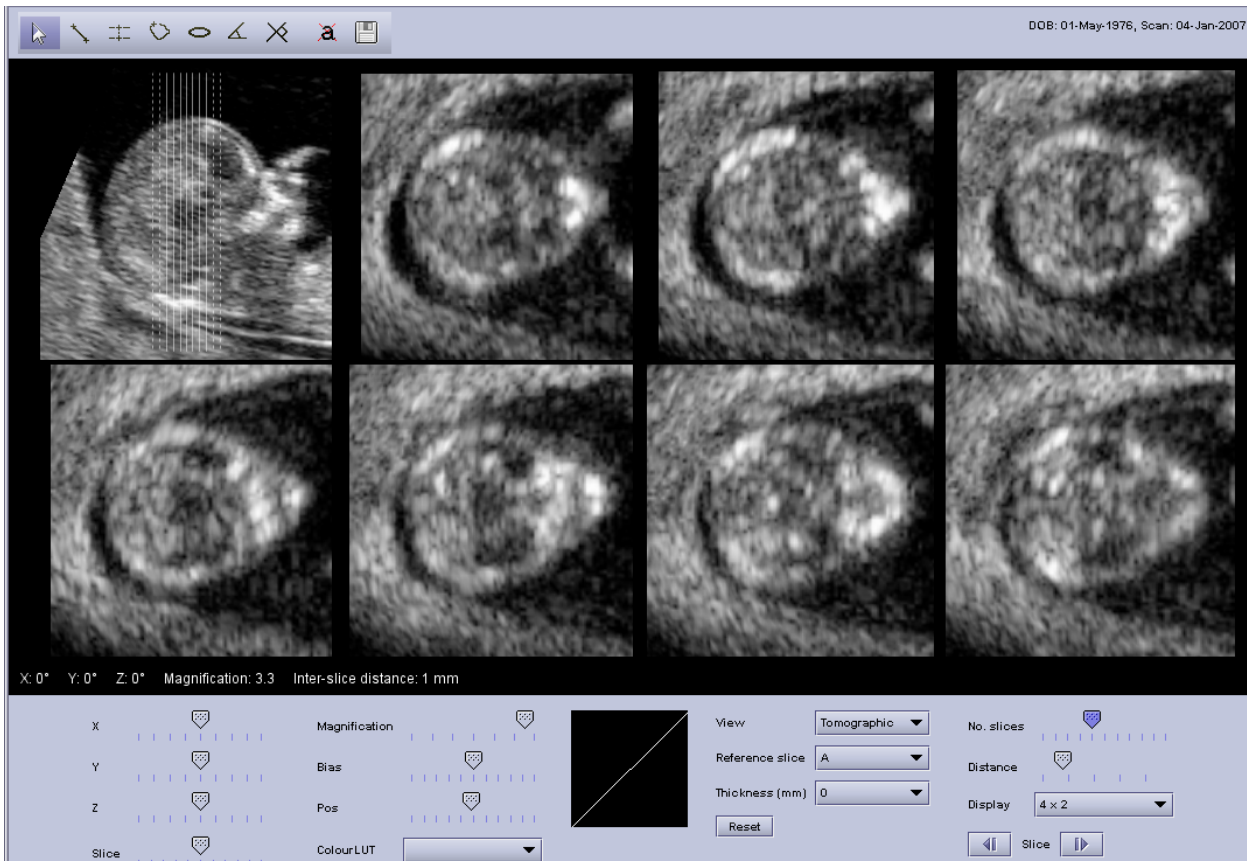 a
DOB: 01-May-1976, Scan: 04-Jan-2007
X: 0° Y: 0° Z: 0° Magnification: 3.3 Inter-slice distance: 1 mm
X
Y
Z
Slice
Magnification
Bias
Pos
Colour LUT
View Tomographic
Reference slice A
Thickness (mm) 0
Reset
No. slices
Distance
Display 4 x 2
Slice